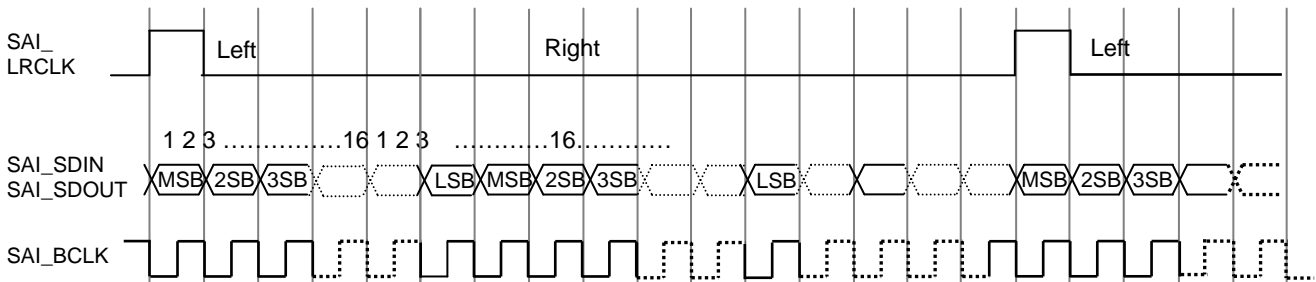 SAI_
LRCLK
Left
Right
Left
1 2 3 ..............16 1 2 3 ............16............
SAI_SDIN
SAI_SDOUT
MSB 2SB 3SB LSB MSB 2SB 3SB LSB MSB 2SB 3SB
SAI_BCLK